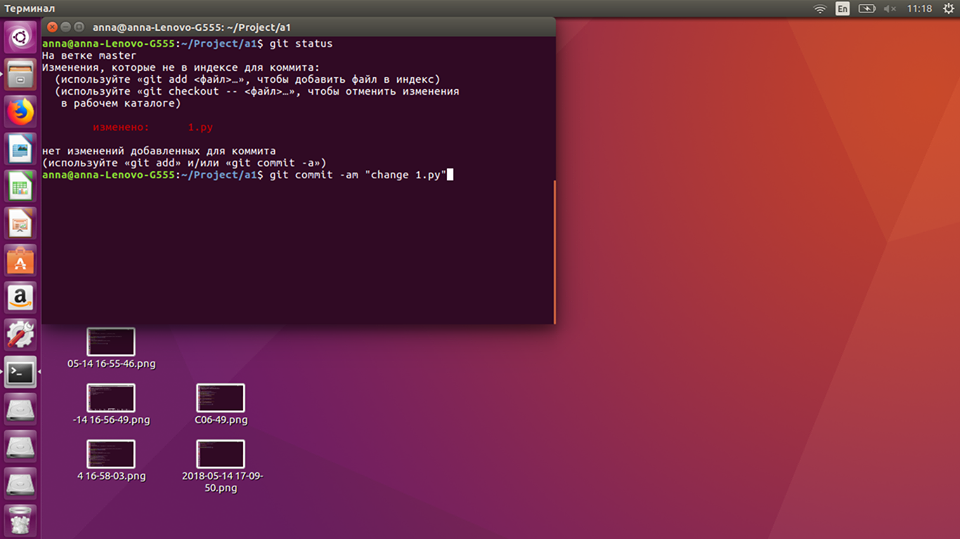 Терминал
En
11:18
anna@anna-Lenovo-G555: ~/Project/a1
anna@anna-Lenovo-G555:~/Project/a1$ git status
На ветке master
Изменения, которые не в индексе для коммита:
(используйте «git add <файл>…», чтобы добавить файл в индекс)
(используйте «git checkout -- <файл>…», чтобы отменить изменения
в рабочем каталоге)
изменено: 1.py
нет изменений добавленных для коммита
(используйте «git add» и/или «git commit -a»)
anna@anna-Lenovo-G555:~/Project/a1$ git commit -am "change 1.py"
05-14 16-55-46.png
-14 16-56-49.png
C06-49.png
4 16-58-03.png
2018-05-14 17-09-
50.png